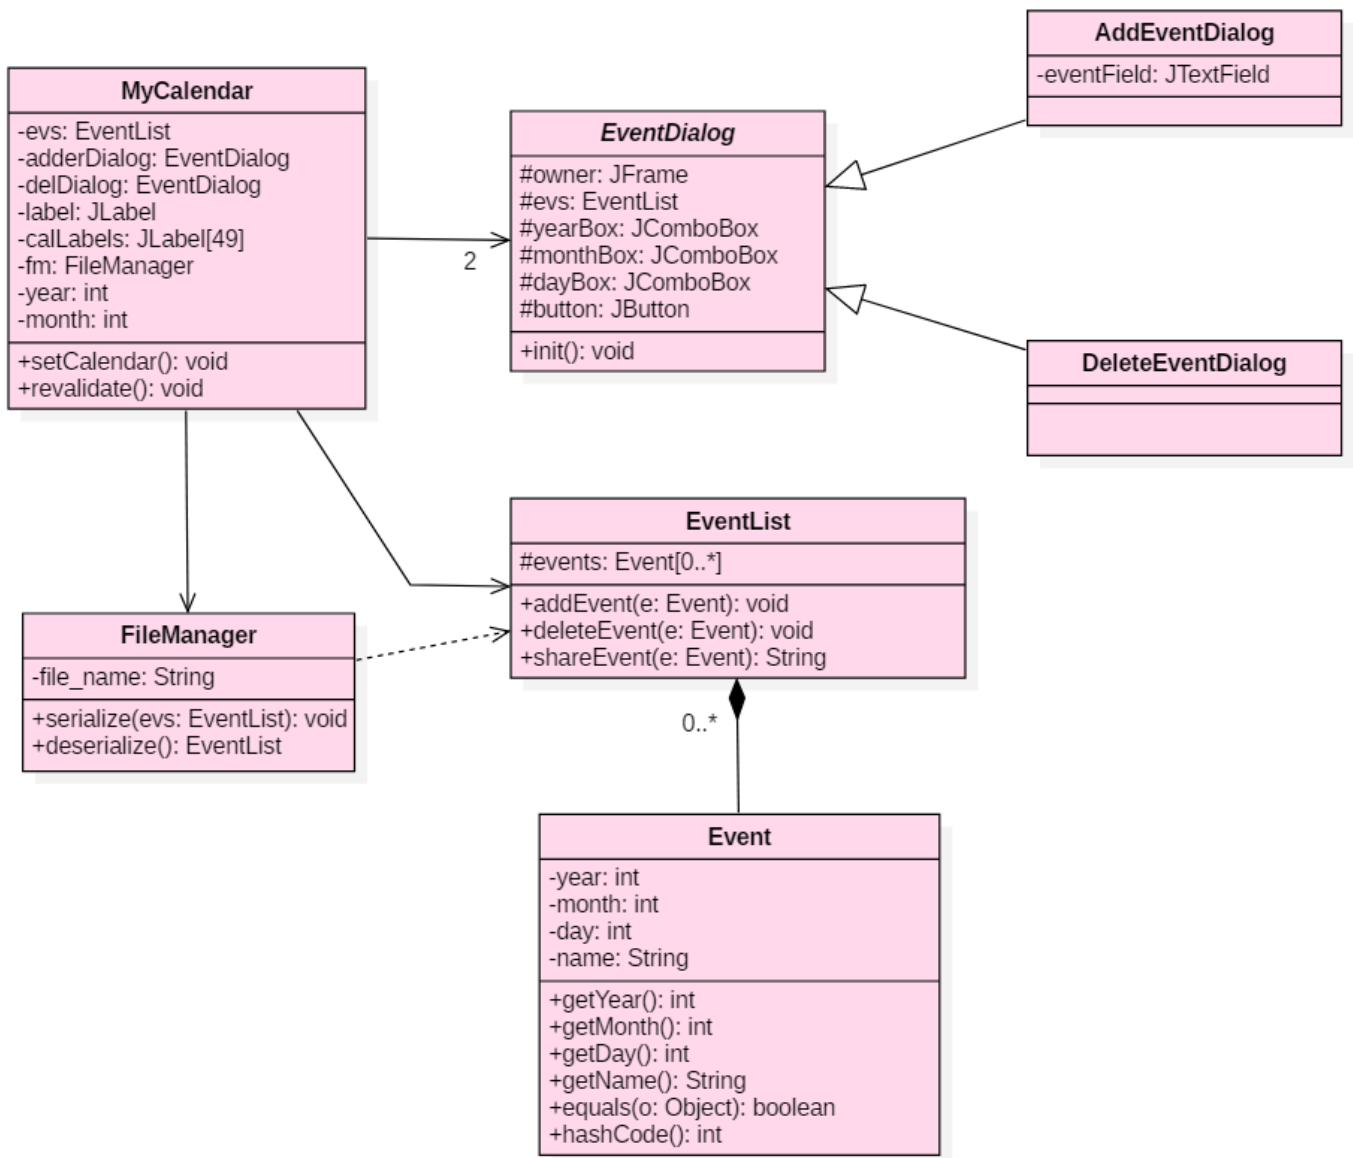 MyCalendar
-evs: EventList
-adderDialog: EventDialog
-delDialog: EventDialog
-label: JLabel
-calLabels: JLabel[49]
-fm: FileManager
-year: int
-month: int
+setCalendar(): void
+revalidate(): void
2
EventDialog
#owner: JFrame
#evs: EventList
#yearBox: JComboBox
#monthBox: JComboBox
#dayBox: JComboBox
#button: JButton
+init(): void
AddEventDialog
-eventField: JTextField
DeleteEventDialog
FileManager
-file_name: String
+serialize(evs: EventList): void
+deserialize(): EventList
EventList
#events: Event[0..*]
+addEvent(e: Event): void
+deleteEvent(e: Event): void
+shareEvent(e: Event): String
0..*
Event
-year: int
-month: int
-day: int
-name: String
+getYear(): int
+getMonth(): int
+getDay(): int
+getName(): String
+equals(o: Object): boolean
+hashCode(): int